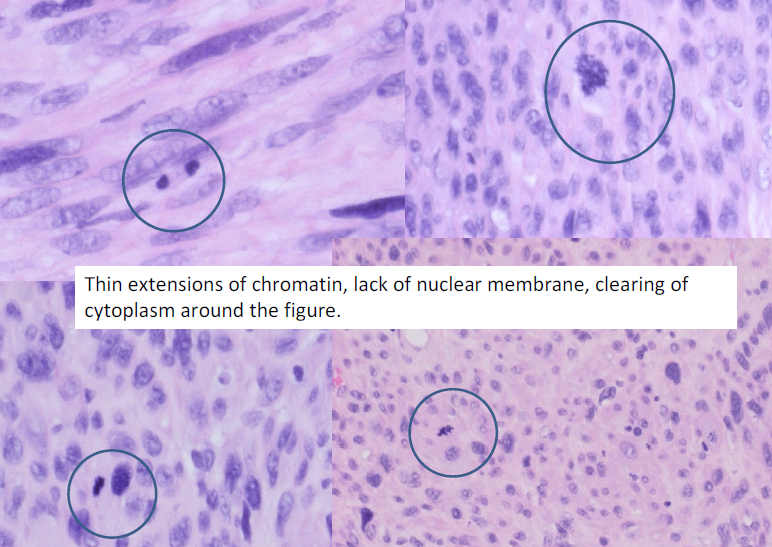 Thin extensions of chromatin, lack of nuclear membrane, clearing of
cytoplasm around the figure.